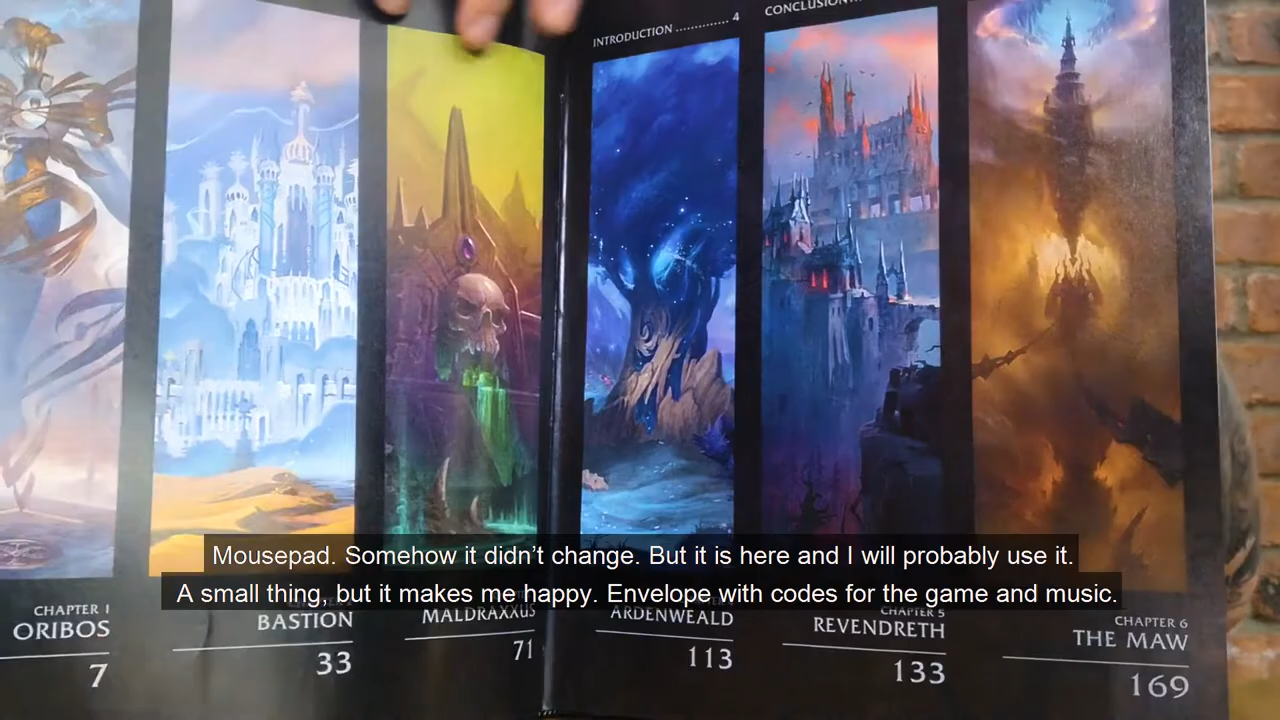 INTRODUCTION .............. 4
CONCLUSION
Mousepad. Somehow it didn't change. But it is here and I will probably use it.
A small thing, but it makes me happy. Envelope with codes for the game and music.
CHAPTER 1
ORIBOS
7
BASTION
33
MALDRAXXUS
71
ARDENWEALD
113
CHAPTER 5
REVENDRETH
133
CHAPTER 6
THE MAW
169